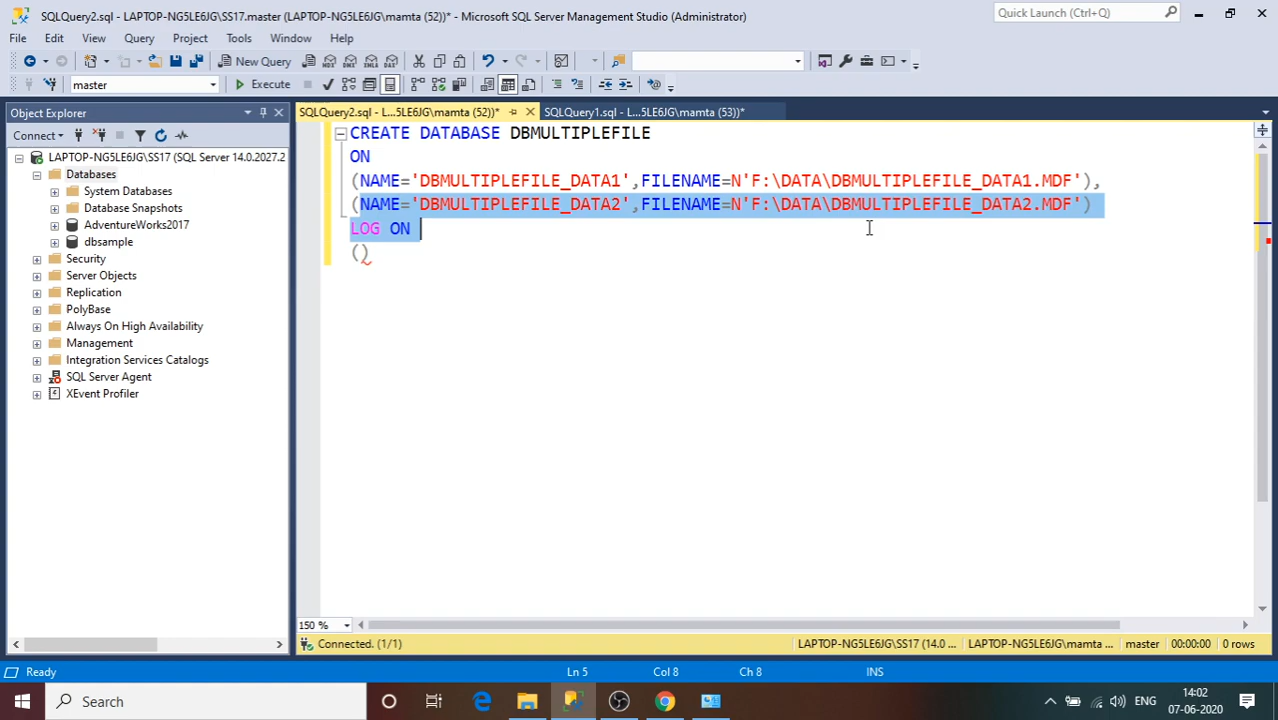 SQLQuery2.sql - LAPTOP-NG5LE6JG\SS17.master (LAPTOP-NG5LE6JG\mamta (52))* - Microsoft SQL Server Management Studio (Administrator)
Quick Launch (Ctrl+Q)
File Edit View Query Project Tools Window Help
New Query
master
Execute
Object Explorer
SQLQuery2.sql - L...5LE6JG\mamta (52))*
SQLQuery1.sql - L...5LE6JG\mamta (53))*
Connect
LAPTOP-NG5LE6JG\SS17 (SQL Server 14.0.2027.2
Databases
System Databases
Database Snapshots
AdventureWorks2017
dbsample
Security
Server Objects
Replication
PolyBase
Always On High Availability
Management
Integration Services Catalogs
SQL Server Agent
XEvent Profiler
CREATE DATABASE DBMULTIPLEFILE
ON
(NAME='DBMULTIPLEFILE_DATA1',FILENAME=N'F:\DATA\DBMULTIPLEFILE_DATA1.MDF'),
(NAME='DBMULTIPLEFILE_DATA2',FILENAME=N'F:\DATA\DBMULTIPLEFILE_DATA2.MDF')
LOG ON
()
150 %
Connected. (1/1)
LAPTOP-NG5LE6JG\SS17 (14.0 ...
LAPTOP-NG5LE6JG\mamta ...
master
00:00:00
0 rows
Ready
Ln 5
Col 8
Ch 8
INS
Search
ENG
14:02
07-06-2020